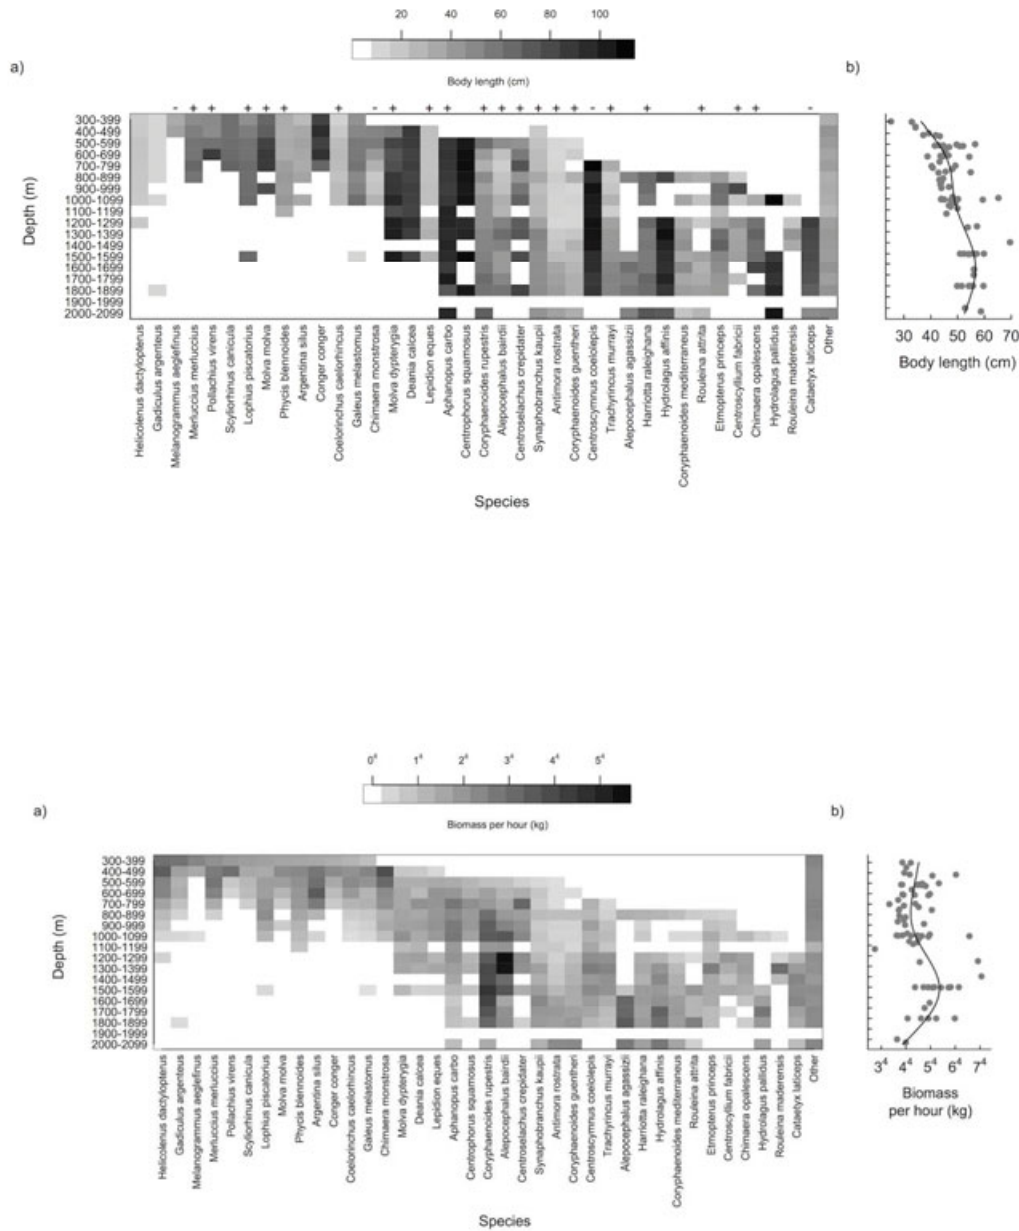 20 40 60 80 100
Body length (cm)
a)
b)
- + + + + + + - + + + + + + + + - + + + + -
Depth (m)
300-399
400-499
500-599
600-699
700-799
800-899
900-999
1000-1099
1100-1199
1200-1299
1300-1399
1400-1499
1500-1599
1600-1699
1700-1799
1800-1899
1900-1999
2000-2099
Helicolenus dactylopterus
Gadiculus argenteus
Melanogrammus aeglefinus
Merluccius merluccius
Pollachius virens
Scyliorhinus canicula
Lophius piscatorius
Molva molva
Phycis blennoides
Argentina silus
Conger conger
Coelorinchus caelorhincus
Galeus melastomus
Chimaera monstrosa
Molva dypterygia
Deania calcea
Lepidion eques
Aphanopus carbo
Centrophorus squamosus
Coryphaenoides rupestris
Alepocephalus bairdii
Centroselachus crepidater
Synaphobranchus kaupii
Antimora rostrata
Coryphaenoides guentheri
Centroscymnus coelolepis
Trachyrincus murrayi
Alepocephalus agassizii
Harriotta raleighana
Hydrolagus affinis
Coryphaenoides mediterraneus
Rouleina attrita
Etmopterus princeps
Centroscyllium fabricii
Chimaera opalescens
Hydrolagus pallidus
Rouleina maderensis
Cataetyx laticeps
Other
Species
30 40 50 60 70
Body length (cm)
0⁴ 1⁴ 2⁴ 3⁴ 4⁴ 5⁴
Biomass per hour (kg)
a)
b)
Depth (m)
300-399
400-499
500-599
600-699
700-799
800-899
900-999
1000-1099
1100-1199
1200-1299
1300-1399
1400-1499
1500-1599
1600-1699
1700-1799
1800-1899
1900-1999
2000-2099
Helicolenus dactylopterus
Gadiculus argenteus
Melanogrammus aeglefinus
Merluccius merluccius
Pollachius virens
Scyliorhinus canicula
Lophius piscatorius
Molva molva
Phycis blennoides
Argentina silus
Conger conger
Coelorinchus caelorhincus
Galeus melastomus
Chimaera monstrosa
Molva dypterygia
Deania calcea
Lepidion eques
Aphanopus carbo
Centrophorus squamosus
Coryphaenoides rupestris
Alepocephalus bairdii
Centroselachus crepidater
Synaphobranchus kaupii
Antimora rostrata
Coryphaenoides guentheri
Centroscymnus coelolepis
Trachyrincus murrayi
Alepocephalus agassizii
Harriotta raleighana
Hydrolagus affinis
Coryphaenoides mediterraneus
Rouleina attrita
Etmopterus princeps
Centroscyllium fabricii
Chimaera opalescens
Hydrolagus pallidus
Rouleina maderensis
Cataetyx laticeps
Other
Species
3⁴ 4⁴ 5⁴ 6⁴ 7⁴
Biomass
per hour (kg)